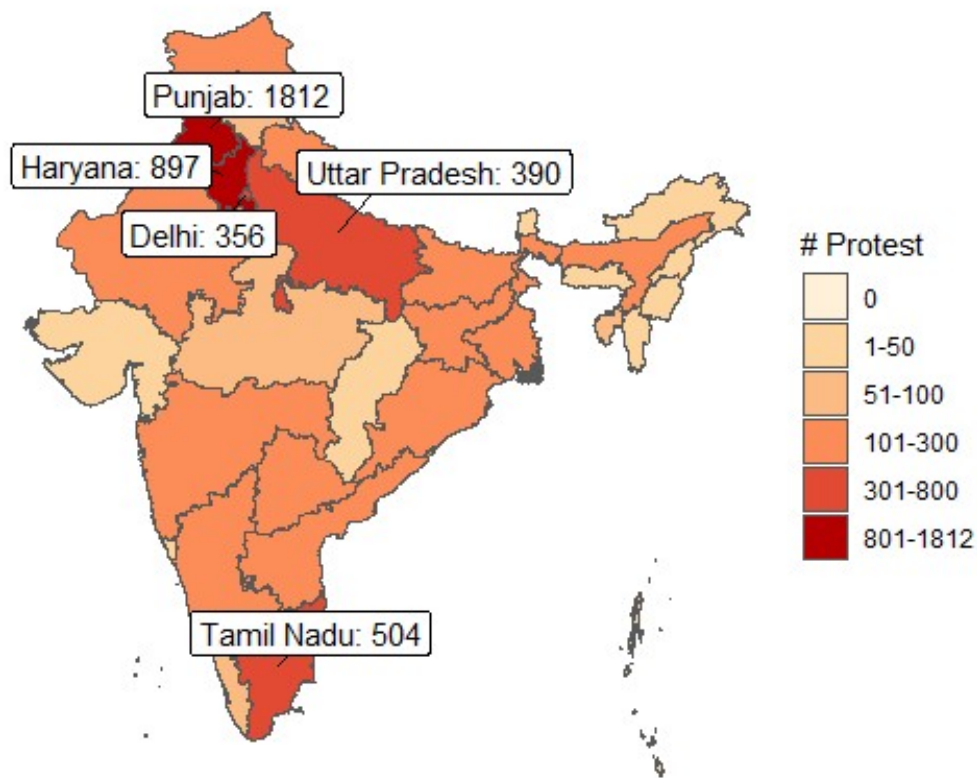 Punjab: 1812
Haryana: 897
Uttar Pradesh: 390
Delhi: 356
Tamil Nadu: 504
# Protest
0
1-50
51-100
101-300
301-800
801-1812